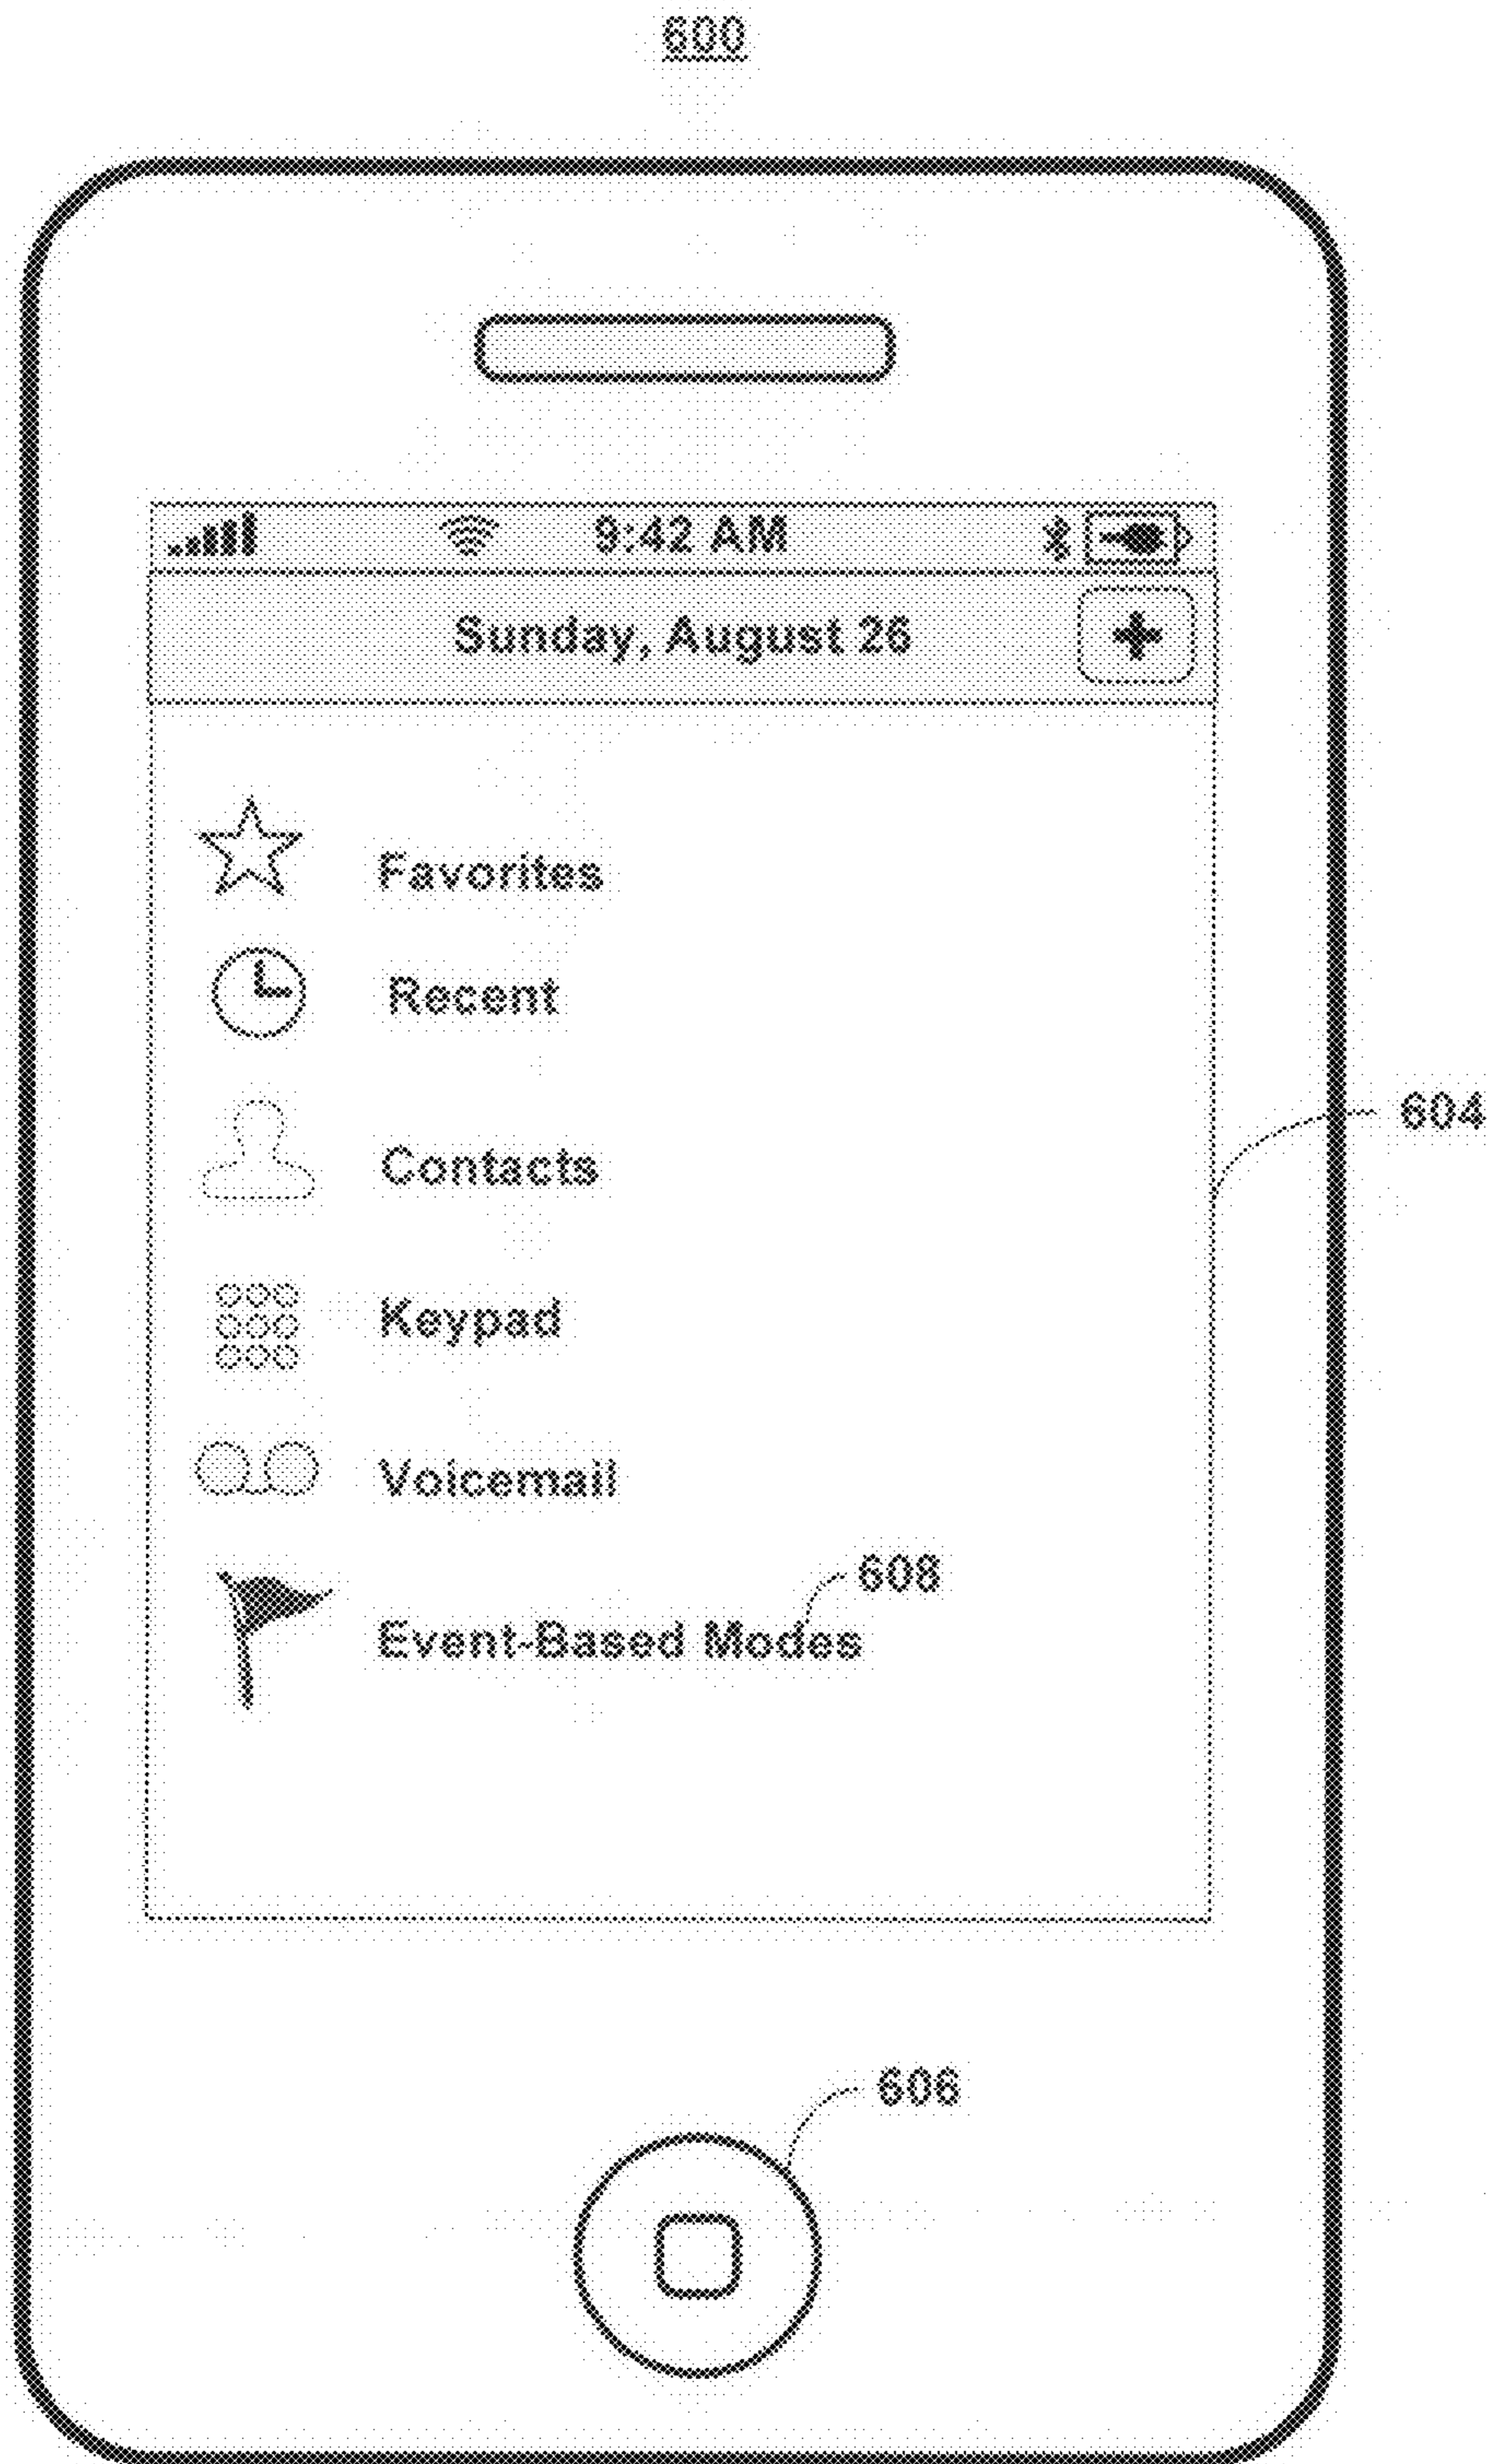 600
9:42 AM
Sunday, August 26
+
Favorites
Recent
604
Contacts
Keypad
Voicemail
608
Event-Based Modes
606